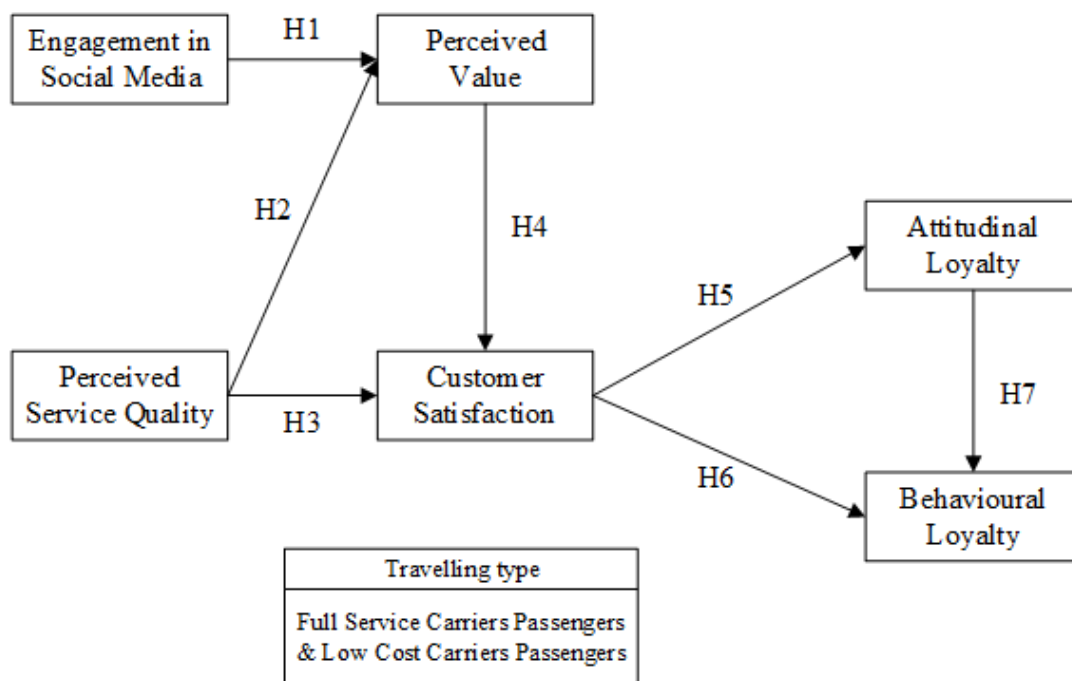 Engagement in
Social Media
H1
Perceived
Value
H2
H4
Attitudinal
Loyalty
H5
Perceived
Service Quality
H3
Customer
Satisfaction
H7
H6
Behavioural
Loyalty
Travelling type
Full Service Carriers Passengers
& Low Cost Carriers Passengers